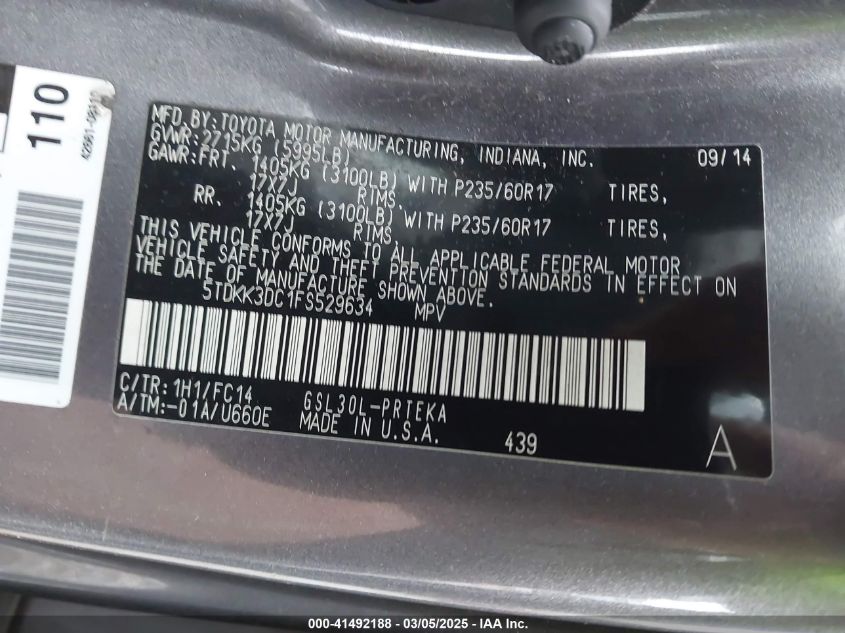 110
MFD. BY: TOYOTA MOTOR MANUFACTURING, INDIANA, INC. 09/14
GVWR: 2715KG (5995LB)
GAWR: FRT. 1405KG (3100LB) WITH P235/60R17 TIRES,
17X7J RIMS.
RR. 1405KG (3100LB) WITH P235/60R17 TIRES,
17X7J RIMS.
THIS VEHICLE CONFORMS TO ALL APPLICABLE FEDERAL MOTOR
VEHICLE SAFETY AND THEFT PREVENTION STANDARDS IN EFFECT ON
THE DATE OF MANUFACTURE SHOWN ABOVE.
5TDKK3DC1FS529634 MPV
C/TR: 1H1/FC14 GSL30L-PRTEKA
A/TM:-01A/U660E MADE IN U.S.A. 439 A
000-41492188 - 03/05/2025 - IAA Inc.